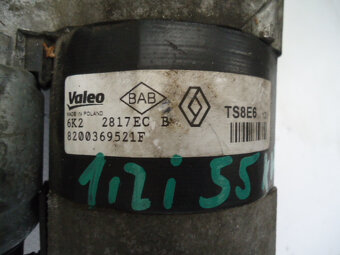 Valeo BAB TS8E6
MADE IN POLAND
6K2 2817EC B
8200369521F
1,2i 55